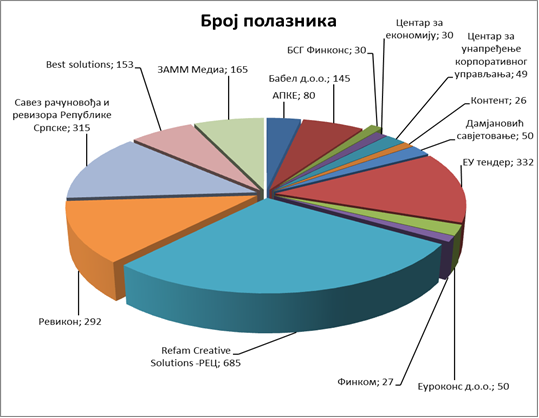 Број полазника
АПКЕ; 80
Бабел д.о.о.; 145
БСГ Финконс; 30
Центар за
економију; 30
Центар за
унапређење
корпоративног
управљања; 49
Контент; 26
Дамјановић
савјетовање; 50
ЕУ тендер; 332
Еуроконс д.о.о.; 50
Финком; 27
Refam Creative
Solutions -РЕЦ; 685
Ревикон; 292
Савез рачуновођа и
ревизора Републике
Српске; 315
Best solutions; 153
ЗАММ Медиа; 165